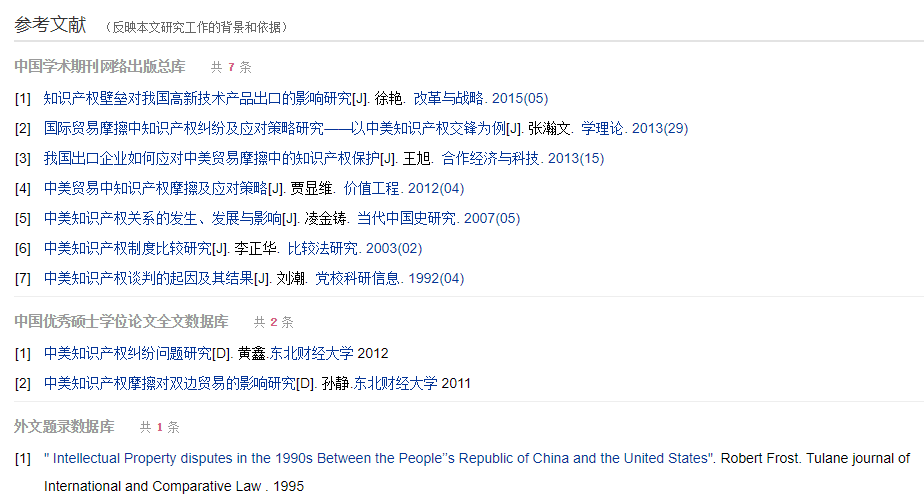 参考文献 （反映本文研究工作的背景和依据）
中国学术期刊网络出版总库 共 7 条
[1] 知识产权壁垒对我国高新技术产品出口的影响研究[J]. 徐艳. 改革与战略. 2015(05)
[2] 国际贸易摩擦中知识产权纠纷及应对策略研究——以中美知识产权交锋为例[J]. 张瀚文. 学理论. 2013(29)
[3] 我国出口企业如何应对中美贸易摩擦中的知识产权保护[J]. 王旭. 合作经济与科技. 2013(15)
[4] 中美贸易中知识产权摩擦及应对策略[J]. 贾显维. 价值工程. 2012(04)
[5] 中美知识产权关系的发生、发展与影响[J]. 凌金铸. 当代中国史研究. 2007(05)
[6] 中美知识产权制度比较研究[J]. 李正华. 比较法研究. 2003(02)
[7] 中美知识产权谈判的起因及其结果[J]. 刘潮. 党校科研信息. 1992(04)
中国优秀硕士学位论文全文数据库 共 2 条
[1] 中美知识产权纠纷问题研究[D]. 黄鑫.东北财经大学 2012
[2] 中美知识产权摩擦对双边贸易的影响研究[D]. 孙静.东北财经大学 2011
外文题录数据库 共 1 条
[1] " Intellectual Property disputes in the 1990s Between the People''s Republic of China and the United States". Robert Frost. Tulane journal of
International and Comparative Law . 1995